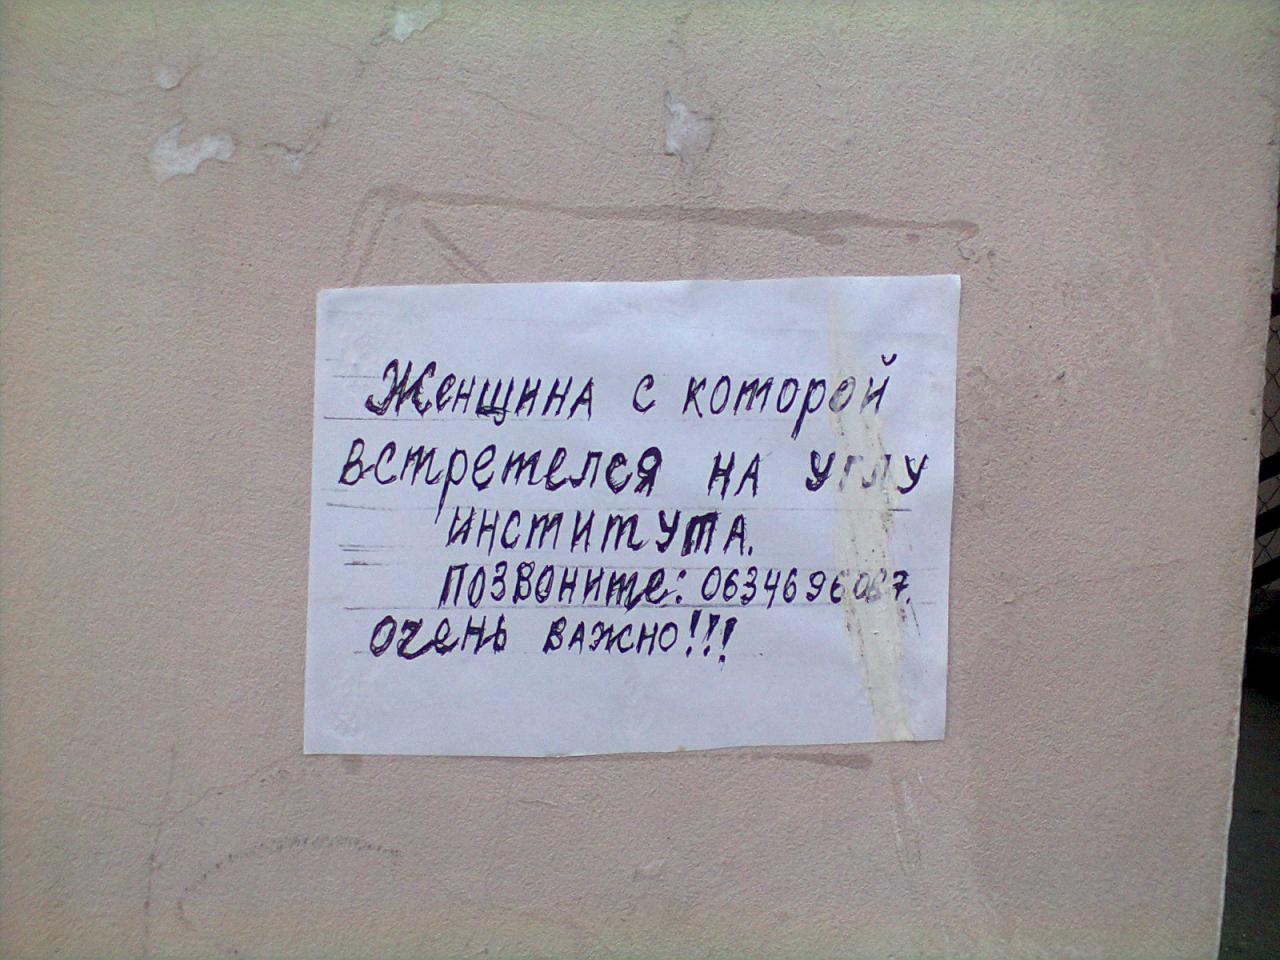 Женщина с которой
встретелся на углу
института.
позвоните: 0634696087.
очень важно!!!